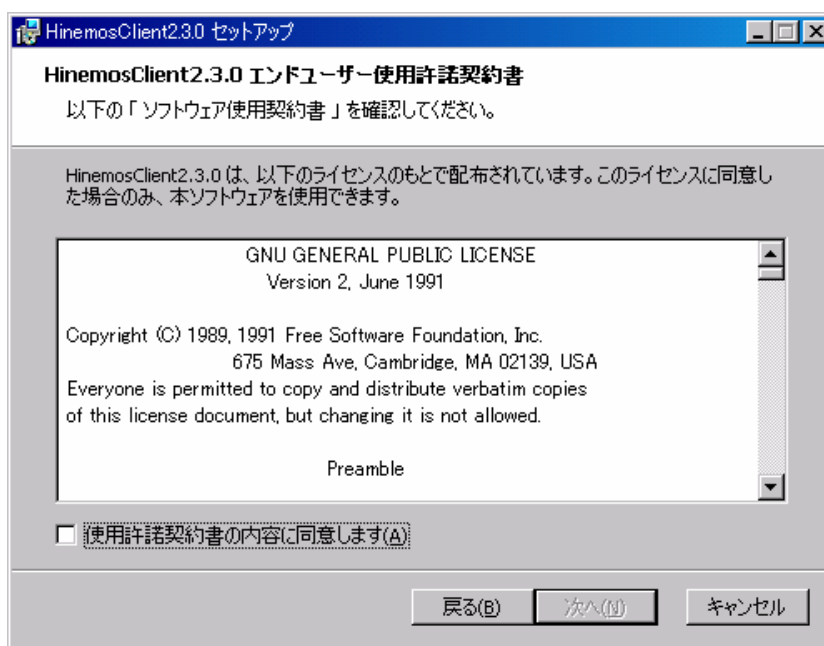 HinemosClient2.3.0 セットアップ
HinemosClient2.3.0 エンドユーザー使用許諾契約書
以下の「 ソフトウェア使用契約書 」を確認してください。
HinemosClient2.3.0 は、以下のライセンスのもとで配布されています。このライセンスに同意し
た場合のみ、本ソフトウェアを使用できます。
GNU GENERAL PUBLIC LICENSE
Version 2, June 1991
Copyright (C) 1989, 1991 Free Software Foundation, Inc.
675 Mass Ave, Cambridge, MA 02139, USA
Everyone is permitted to copy and distribute verbatim copies
of this license document, but changing it is not allowed.
Preamble
使用許諾契約書の内容に同意します(A)
戻る(B) 次へ(N) キャンセル